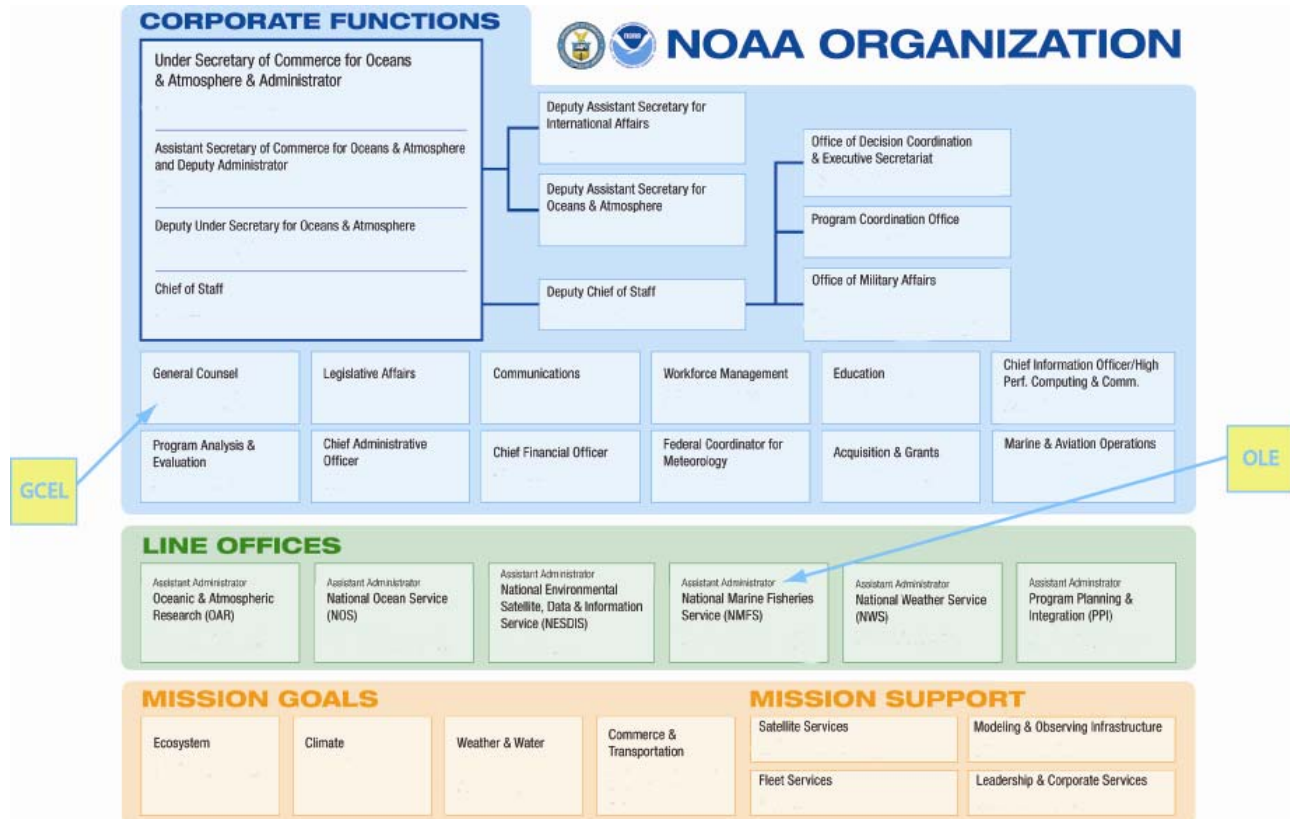 CORPORATE FUNCTIONS
NOAA ORGANIZATION
Under Secretary of Commerce for Oceans
& Atmosphere & Administrator
Assistant Secretary of Commerce for Oceans & Atmosphere
and Deputy Administrator
Deputy Under Secretary for Oceans & Atmosphere
Chief of Staff
Deputy Assistant Secretary for
International Affairs
Deputy Assistant Secretary for
Oceans & Atmosphere
Deputy Chief of Staff
Office of Decision Coordination
& Executive Secretariat
Program Coordination Office
Office of Military Affairs
General Counsel
Legislative Affairs
Communications
Workforce Management
Education
Chief Information Officer/High
Perf. Computing & Comm.
Program Analysis &
Evaluation
Chief Administrative
Officer
Chief Financial Officer
Federal Coordinator for
Meteorology
Acquisition & Grants
Marine & Aviation Operations
GCEL
OLE
LINE OFFICES
Assistant Administrator
Oceanic & Atmospheric
Research (OAR)
Assistant Administrator
National Ocean Service
(NOS)
Assistant Administrator
National Environmental
Satellite, Data & Information
Service (NESDIS)
Assistant Administrator
National Marine Fisheries
Service (NMFS)
Assistant Administrator
National Weather Service
(NWS)
Assistant Adminstrator
Program Planning &
Integration (PPI)
MISSION GOALS
Ecosystem
Climate
Weather & Water
Commerce &
Transportation
MISSION SUPPORT
Satellite Services
Modeling & Observing Infrastructure
Fleet Services
Leadership & Corporate Services